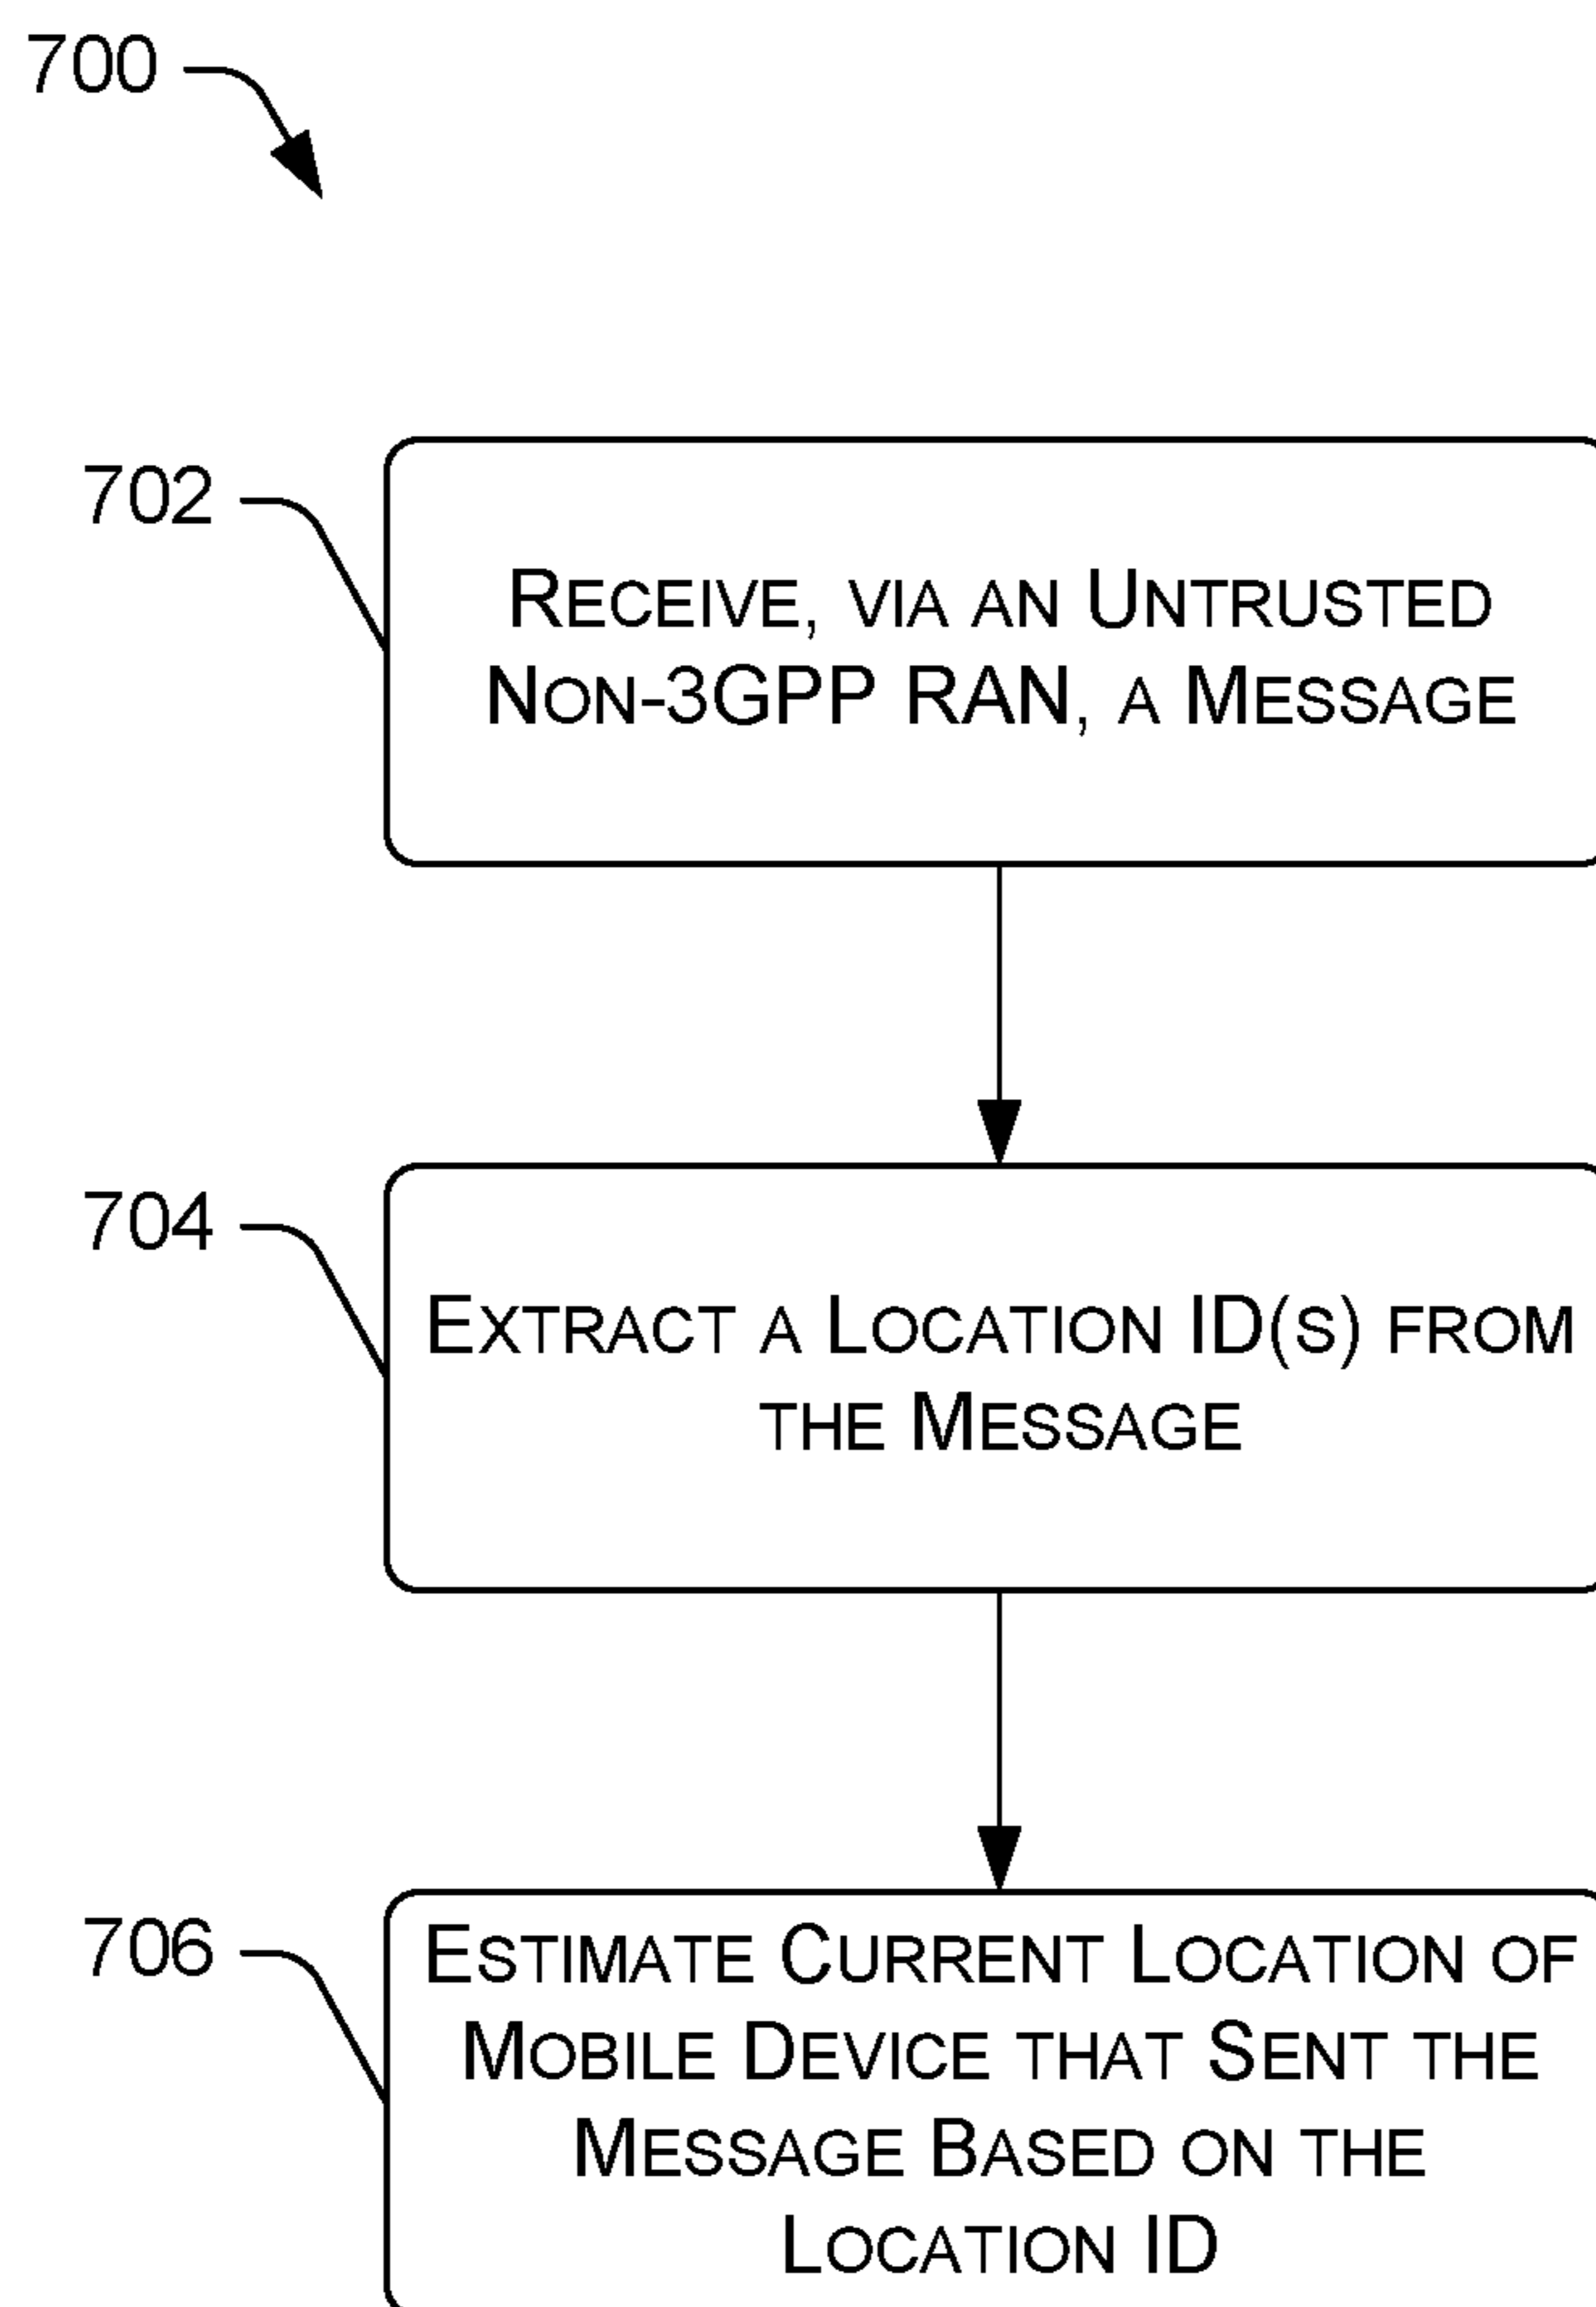 700
702
RECEIVE, VIA AN UNTRUSTED
NON-3GPP RAN, A MESSAGE
704
EXTRACT A LOCATION ID(S) FROM
THE MESSAGE
706
ESTIMATE CURRENT LOCATION OF
MOBILE DEVICE THAT SENT THE
MESSAGE BASED ON THE
LOCATION ID